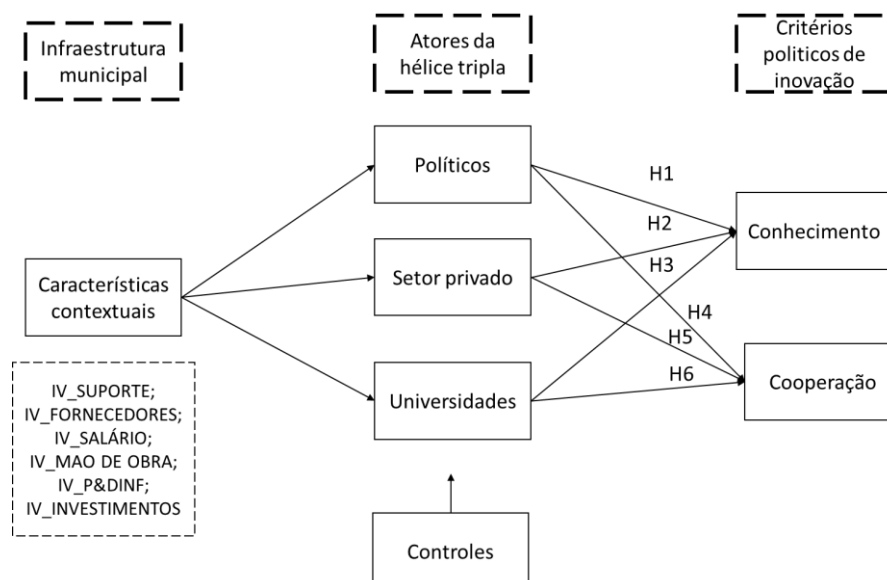 Infraestrutura
municipal
Atores da
hélice tripla
Critérios
politicos de
inovação
Políticos
H1
H2
Conhecimento
Setor privado
H3
Características
contextuais
H4
H5
H6
Universidades
Cooperação
IV_SUPORTE;
IV_FORNECEDORES;
IV_SALÁRIO;
IV_MAO DE OBRA;
IV_P&DINF;
IV_INVESTIMENTOS
Controles